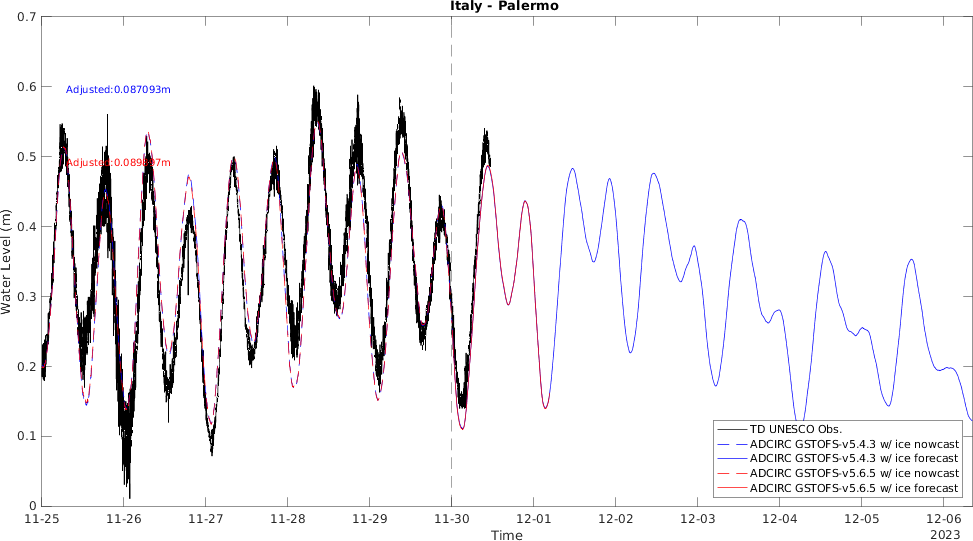 Italy - Palermo
0.7
0.6
0.5
0.4
0.3
0.2
0.1
0
Water Level (m)
Adjusted:0.087093m
TD UNESCO Obs.
ADCIRC GSTOFS-v5.4.3 w/ ice nowcast
ADCIRC GSTOFS-v5.4.3 w/ ice forecast
ADCIRC GSTOFS-v5.6.5 w/ ice nowcast
ADCIRC GSTOFS-v5.6.5 w/ ice forecast
11-25
11-26
11-27
11-28
11-29
11-30
12-01
12-02
12-03
12-04
12-05
12-06
2023
Time